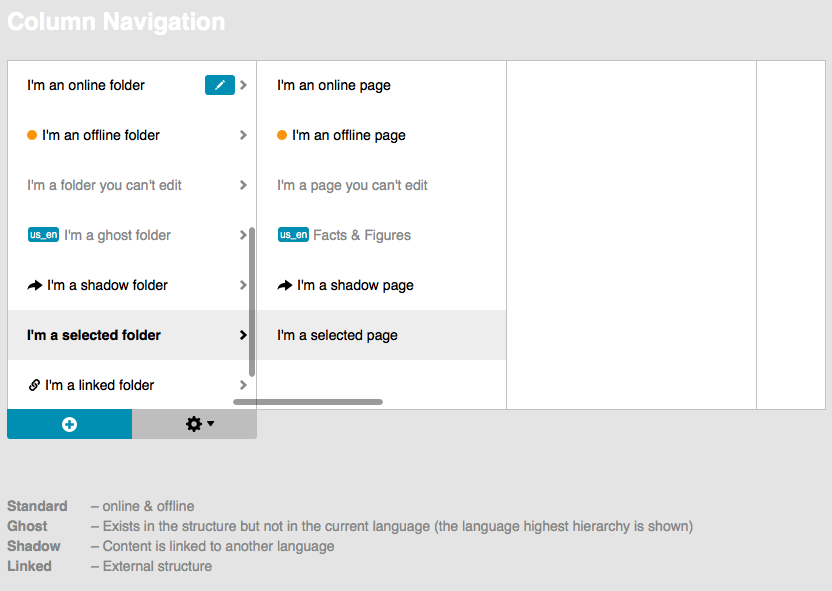 Column Navigation
I'm an online folder
I'm an offline folder
I'm a folder you can't edit
us_en I'm a ghost folder
I'm a shadow folder
I'm a selected folder
I'm a linked folder
I'm an online page
I'm an offline page
I'm a page you can't edit
us_en Facts & Figures
I'm a shadow page
I'm a selected page
Standard – online & offline
Ghost – Exists in the structure but not in the current language (the language highest hierarchy is shown)
Shadow – Content is linked to another language
Linked – External structure